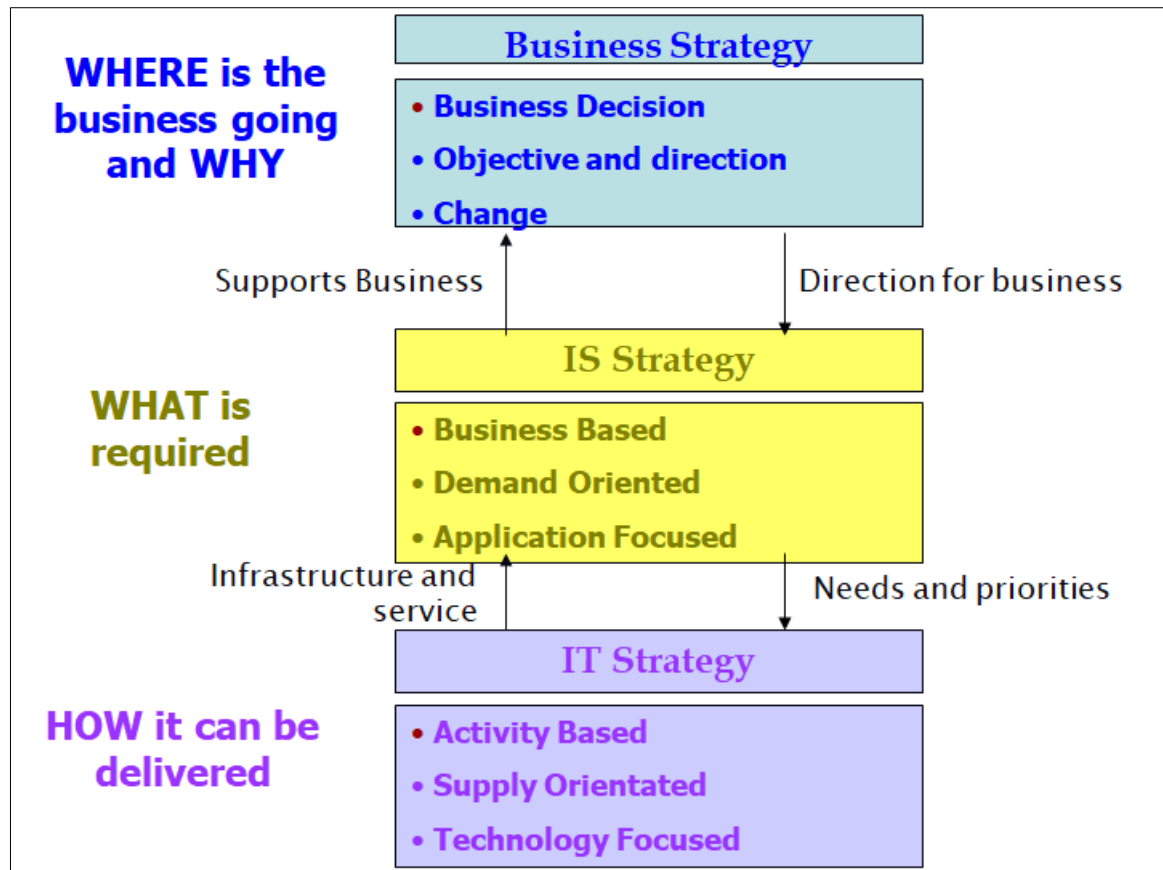 Business Strategy
WHERE is the
business going
and WHY
• Business Decision
• Objective and direction
• Change
Supports Business
Direction for business
IS Strategy
WHAT is
required
• Business Based
• Demand Oriented
• Application Focused
Infrastructure and
service
Needs and priorities
IT Strategy
HOW it can be
delivered
• Activity Based
• Supply Orientated
• Technology Focused